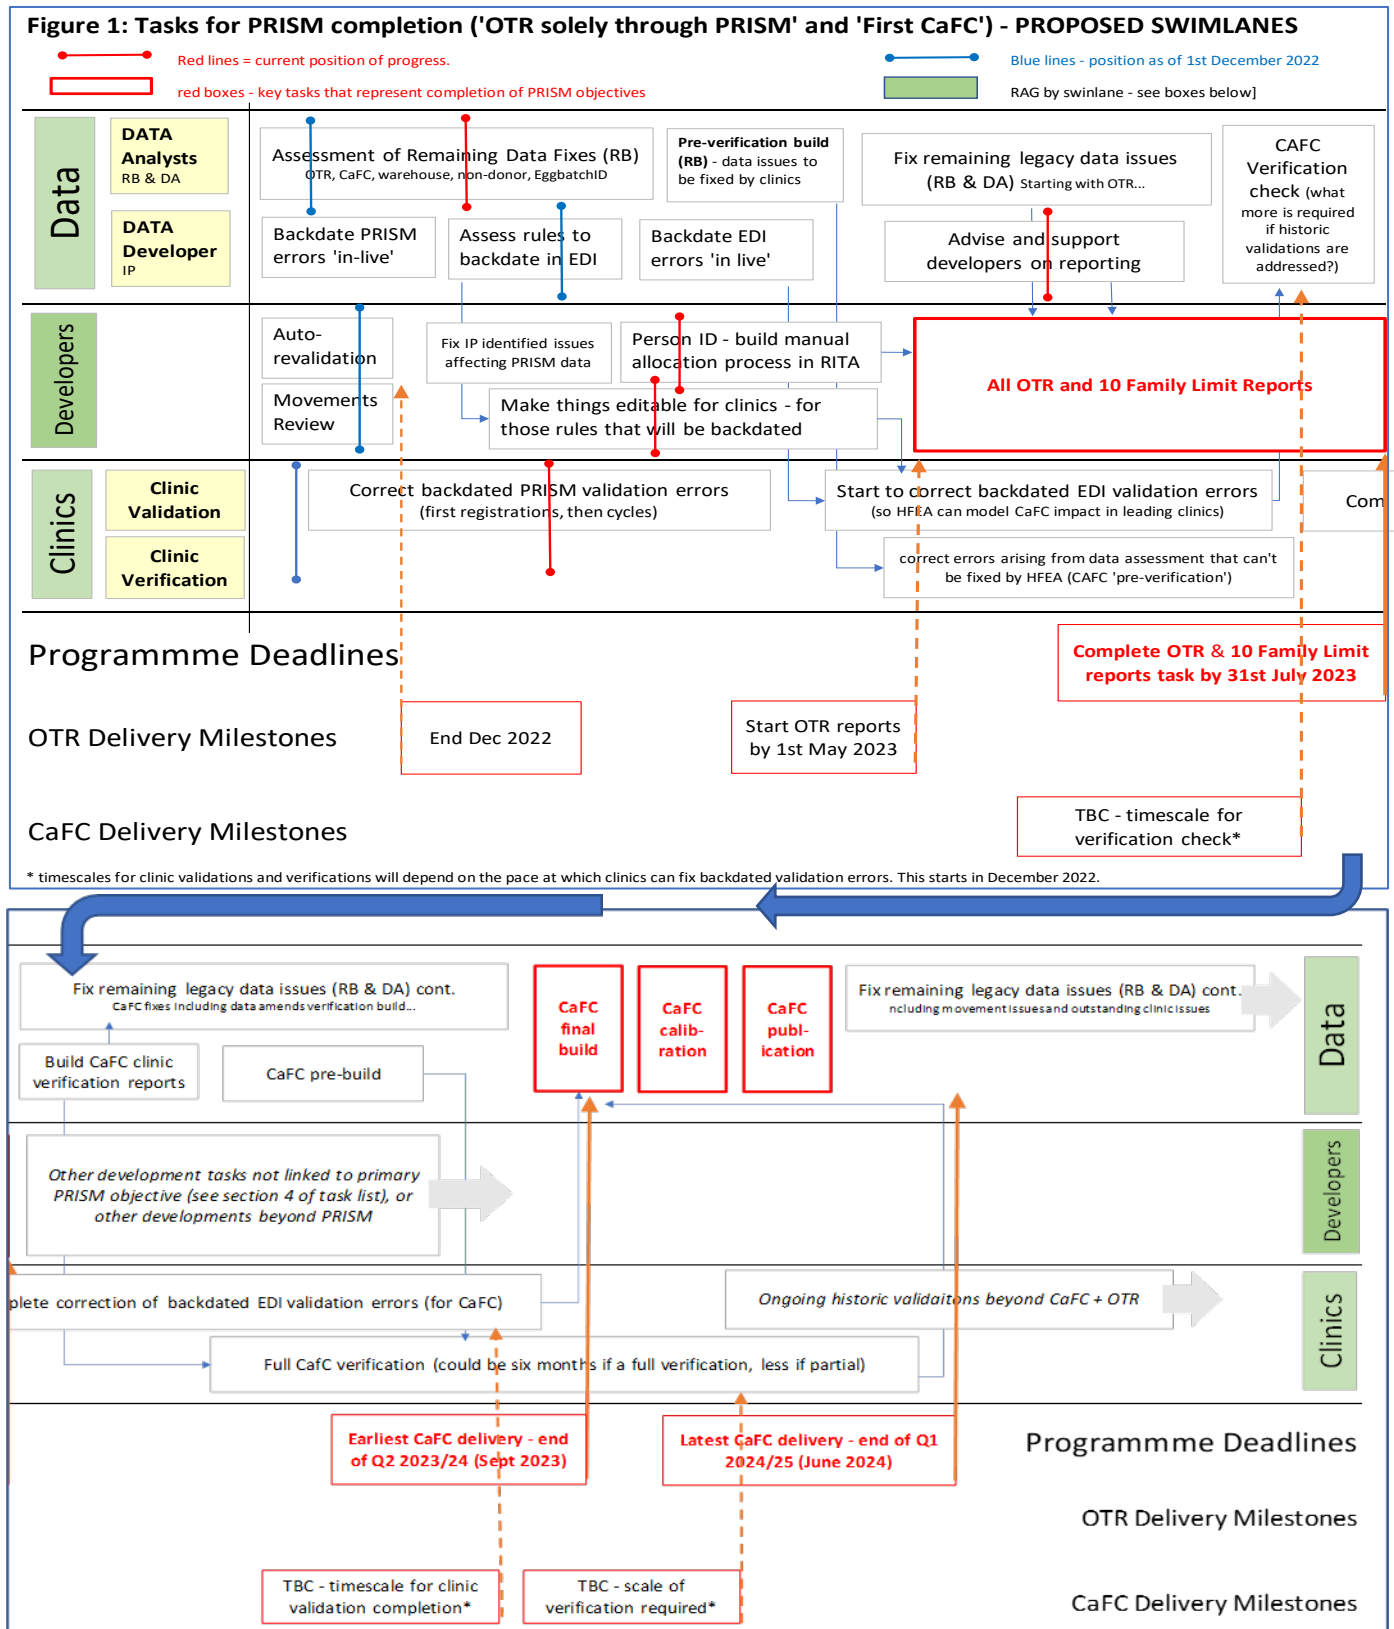 Figure 1: Tasks for PRISM completion ('OTR solely through PRISM' and 'First CaFC') - PROPOSED SWIMLANES
Red lines = current position of progress.
Blue lines - position as of 1st December 2022
red boxes - key tasks that represent completion of PRISM objectives
RAG by swinlane - see boxes below]
Data
DATA
Analysts
RB & DA
DATA
Developer
IP
Assessment of Remaining Data Fixes (RB)
OTR, CaFC, warehouse, non-donor, EggbatchID
Pre-verification build
(RB) - data issues to
be fixed by clinics
Fix remaining legacy data issues
(RB & DA) Starting with OTR...
CAFC
Verification
check (what
more is required
if historic
validations are
addressed?)
Backdate PRISM
errors 'in-live'
Assess rules to
backdate in EDI
Backdate EDI
errors 'in live'
Advise and support
developers on reporting
Developers
Auto-
revalidation
Movements
Review
Fix IP identified issues
affecting PRISM data
Person ID - build manual
allocation process in RITA
Make things editable for clinics - for
those rules that will be backdated
All OTR and 10 Family Limit Reports
Clinics
Clinic
Validation
Clinic
Verification
Correct backdated PRISM validation errors
(first registrations, then cycles)
Start to correct backdated EDI validation errors
(so HFEA can model CaFC impact in leading clinics)
Com
correct errors arising from data assessment that can't
be fixed by HFEA (CAFC 'pre-verification')
Programmme Deadlines
Complete OTR & 10 Family Limit
reports task by 31st July 2023
OTR Delivery Milestones
End Dec 2022
Start OTR reports
by 1st May 2023
CaFC Delivery Milestones
TBC - timescale for
verification check*
* timescales for clinic validations and verifications will depend on the pace at which clinics can fix backdated validation errors. This starts in December 2022.
Fix remaining legacy data issues (RB & DA) cont.
CaFC fixes including data amends verification build...
Build CaFC clinic
verification reports
CaFC pre-build
CaFC
final
build
CaFC
calib-
ration
CaFC
publ-
ication
Fix remaining legacy data issues (RB & DA) cont.
ncluding movement issues and outstanding clinic issues
Data
Other development tasks not linked to primary
PRISM objective (see section 4 of task list), or
other developments beyond PRISM
Developers
plete correction of backdated EDI validation errors (for CaFC)
Ongoing historic validaitons beyond CaFC + OTR
Full CafC verification (could be six months if a full verification, less if partial)
Clinics
Earliest CaFC delivery - end
of Q2 2023/24 (Sept 2023)
Latest CaFC delivery - end of Q1
2024/25 (June 2024)
Programmme Deadlines
OTR Delivery Milestones
TBC - timescale for clinic
validation completion*
TBC - scale of
verification required*
CaFC Delivery Milestones